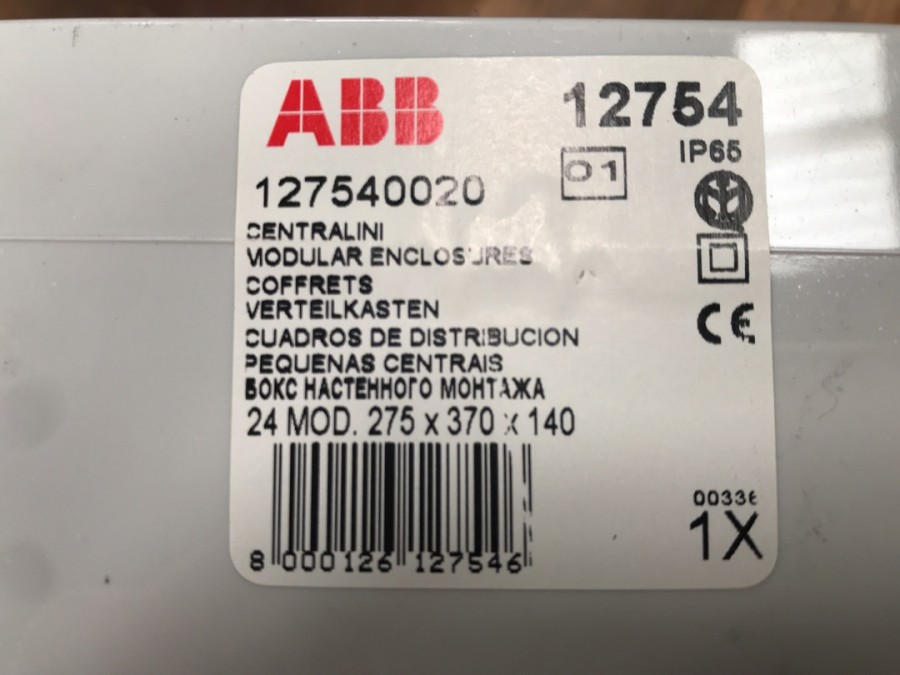 ABB
12754
IP65
01
127540020
CENTRALINI
MODULAR ENCLOSURES
COFFRETS
VERTEILKASTEN
CUADROS DE DISTRIBUCION
PEQUENAS CENTRAIS
БОКС НАСТЕННОГО МОНТАЖА
24 MOD. 275 x 370 x 140
CE
00336
1X
8 000126 127546